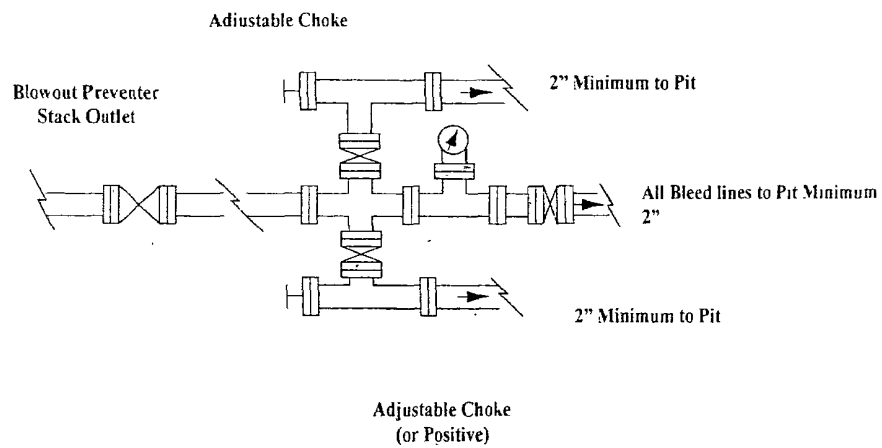 Adjustable Choke
2” Minimum to Pit
Blowout Preventer
Stack Outlet
All Bleed lines to Pit Minimum
2”
2” Minimum to Pit
Adjustable Choke
(or Positive)